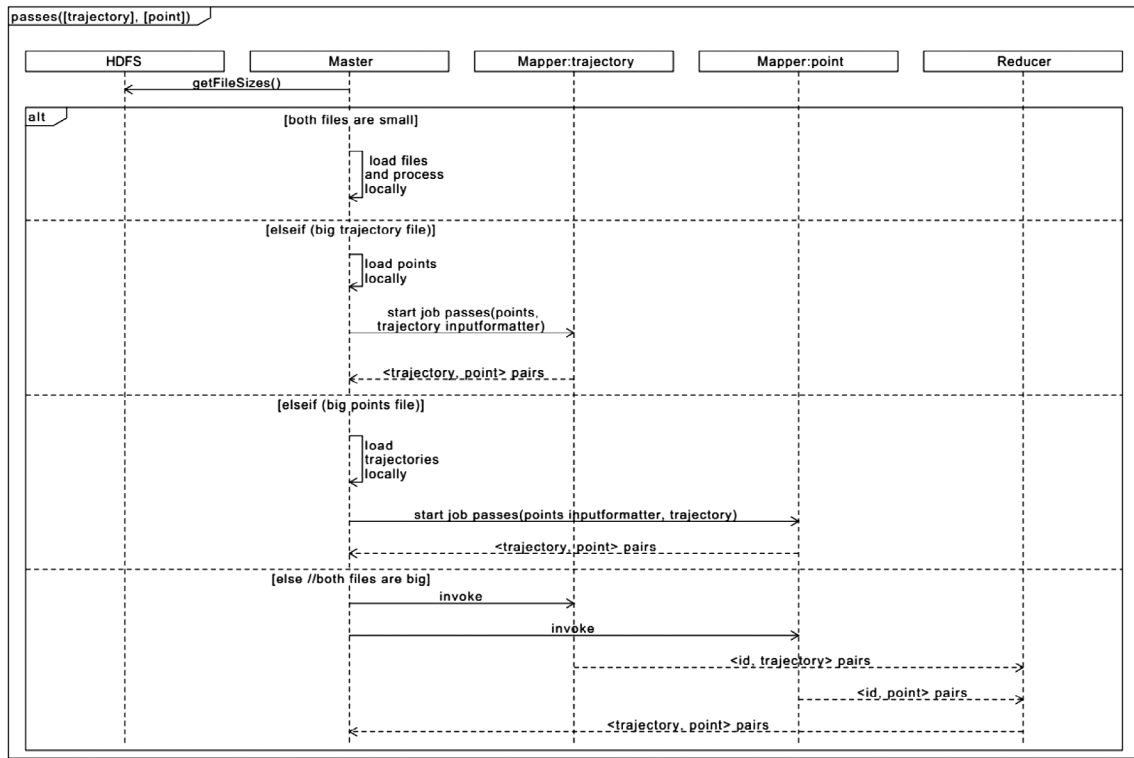 passes([trajectory], [point])
HDFS
Master
Mapper:trajectory
Mapper:point
Reducer
getFileSizes()
alt
[both files are small]
load files
and process
locally
[elseif (big trajectory file)]
load points
locally
start job passes(points,
trajectory inputformatter)
<trajectory, point> pairs
[elseif (big points file)]
load
trajectories
locally
start job passes(points inputformatter, trajectory)
<trajectory, point> pairs
[else //both files are big]
invoke
invoke
<id, trajectory> pairs
<id, point> pairs
<trajectory, point> pairs